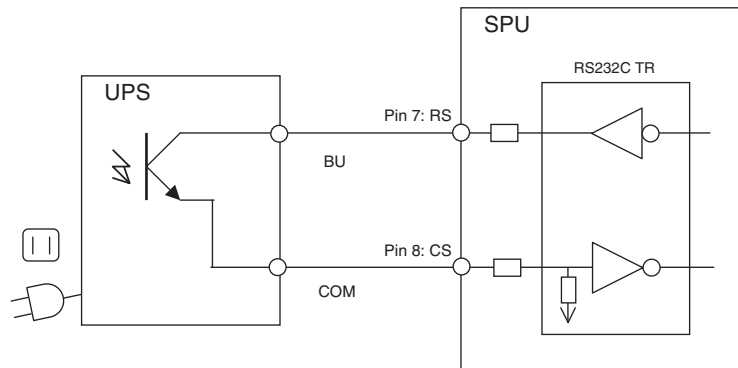 SPU
RS232C TR
UPS
Pin 7: RS
BU
Pin 8: CS
COM